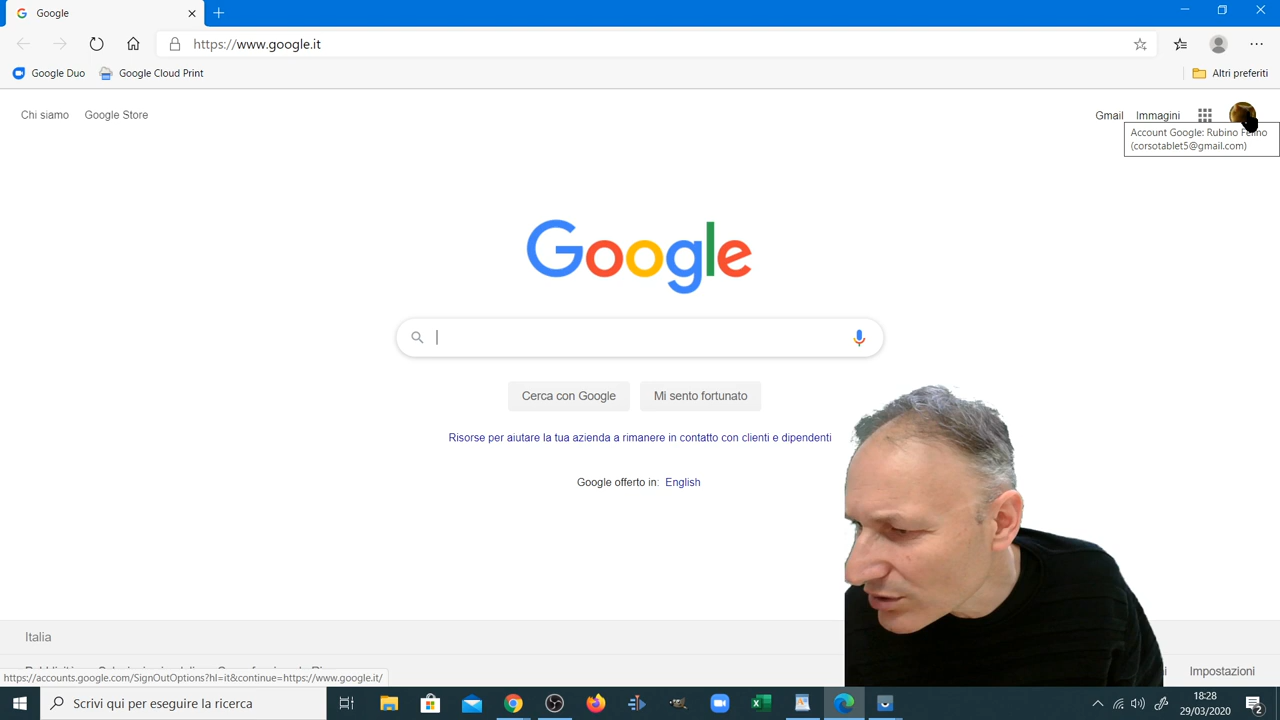 Google
https://www.google.it
Google Duo
Google Cloud Print
Altri preferiti
Chi siamo
Google Store
Gmail
Immagini
Account Google: Rubino Felino
(corsotablet5@gmail.com)
Google
Cerca con Google
Mi sento fortunato
Risorse per aiutare la tua azienda a rimanere in contatto con clienti e dipendenti
Google offerto in: English
Italia
Impostazioni
https://accounts.google.com/SignOutOptions?hl=it&continue=https://www.google.it/
Scrivi qui per eseguire la ricerca
18:28
29/03/2020
2